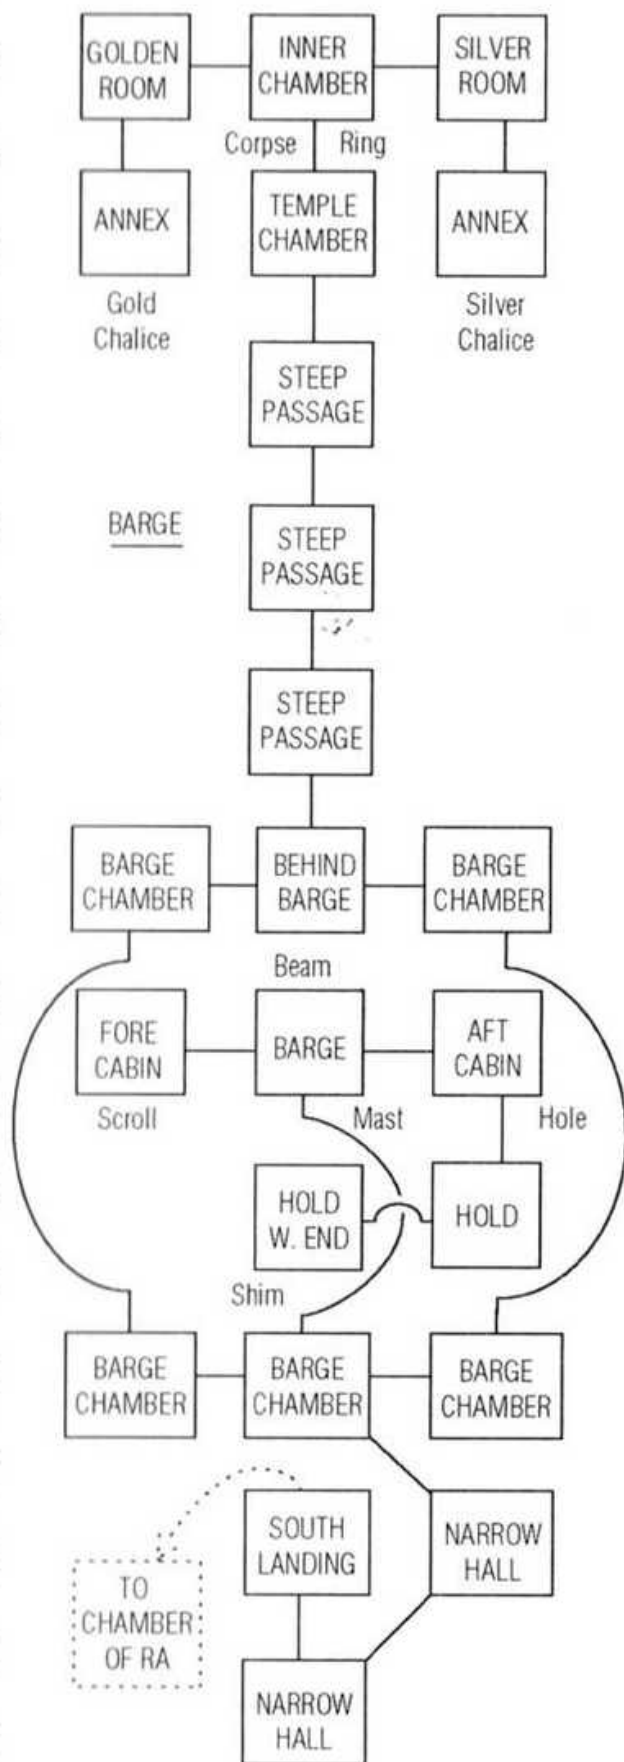 GOLDEN
ROOM
INNER
CHAMBER
SILVER
ROOM
Corpse Ring
ANNEX
TEMPLE
CHAMBER
ANNEX
Gold
Chalice
Silver
Chalice
STEEP
PASSAGE
BARGE
STEEP
PASSAGE
STEEP
PASSAGE
BARGE
CHAMBER
BEHIND
BARGE
BARGE
CHAMBER
Beam
FORE
CABIN
BARGE
AFT
CABIN
Scroll
Mast
Hole
HOLD
W. END
HOLD
Shim
BARGE
CHAMBER
BARGE
CHAMBER
BARGE
CHAMBER
SOUTH
LANDING
NARROW
HALL
TO
CHAMBER
OF RA
NARROW
HALL